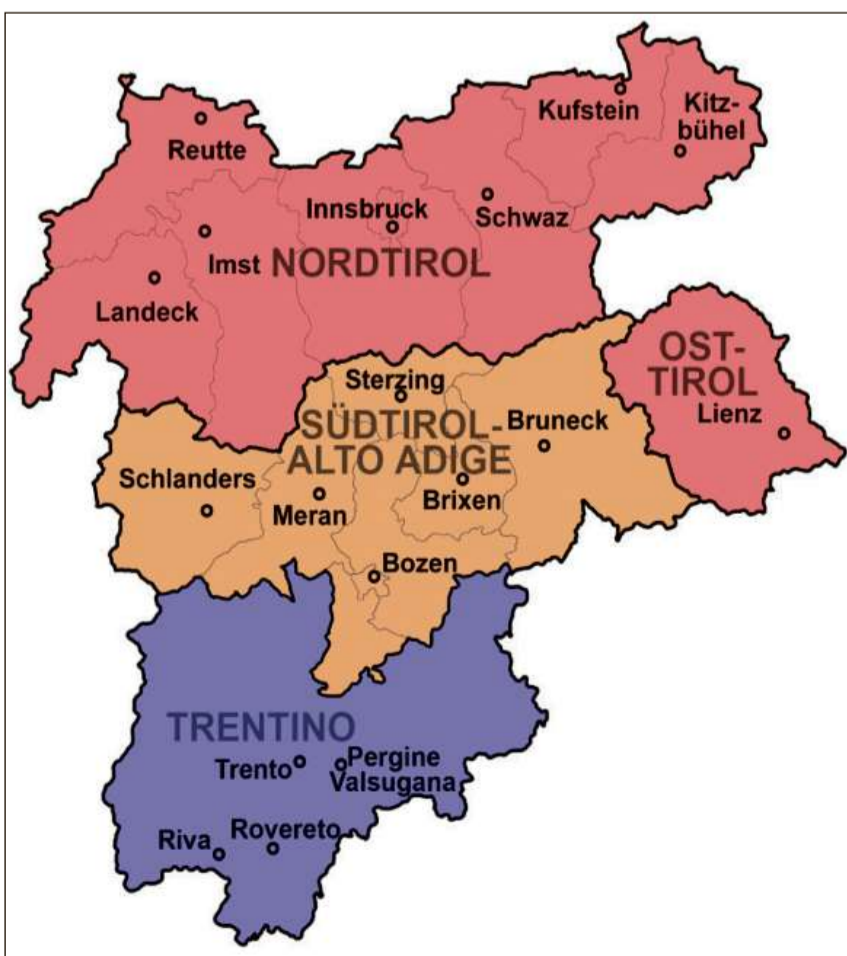 Kufstein
Kitz-
bühel
Reutte
Innsbruck
Schwaz
Imst
NORDTIROL
Landeck
OST-
TIROL
Lienz
Sterzing
SÜDTIROL-
ALTO ADIGE
Bruneck
Schlanders
Meran
Brixen
Bozen
TRENTINO
Trento
Pergine
Valsugana
Riva
Rovereto